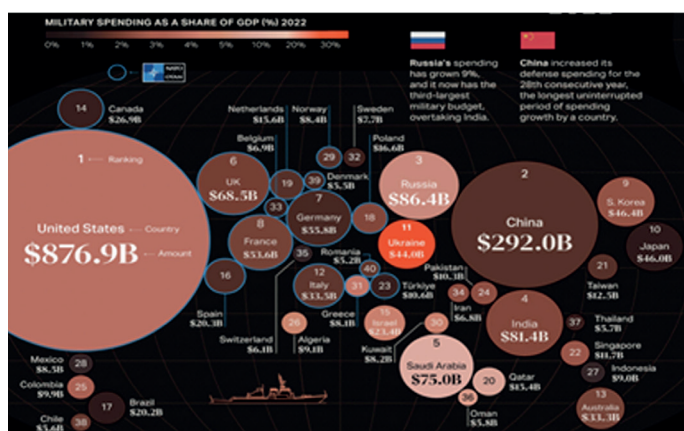 MILITARY SPENDING AS A SHARE OF GDP (%) 2022
0% 1% 2% 3% 5% 10% 20% 30%
NATO
OTAN
Russia's spending
has grown 9%,
and it now has the
third-largest
military budget,
overtaking India.
China increased its
defense spending for the
28th consecutive year,
the longest uninterrupted
period of spending
growth by a country.
14
Canada
$26.9B
1 Ranking
United States Country
$876.9B Amount
Netherlands
$15.6B
Norway
$8.4B
Sweden
$7.7B
Belgium
$6.9B
Poland
$16.6B
6
UK
$68.5B
19
29
32
39
Denmark
$5.5B
33
7
Germany
$55.8B
18
3
Russia
$86.4B
2
China
$292.0B
9
S. Korea
$46.4B
8
France
$53.6B
11
Ukraine
$44.0B
10
Japan
$46.0B
35
Romania
$5.2B
40
16
Spain
$20.3B
12
Italy
$33.5B
31
23
Türkiye
$10.6B
Pakistan
$10.3B
34
24
Iran
$6.8B
21
Taiwan
$12.5B
Switzerland
$6.1B
26
Algeria
$9.1B
Greece
$8.1B
15
Israel
$23.4B
30
Kuwait
$8.2B
4
India
$81.4B
37
Thailand
$5.7B
5
Saudi Arabia
$75.0B
22
Singapore
$11.7B
Mexico
$8.5B
28
27
Indonesia
$9.0B
Colombia
$9.9B
25
20
Qatar
$15.4B
17
Brazil
$20.2B
36
Oman
$5.8B
13
Australia
$33.3B
Chile
$5.6B
38